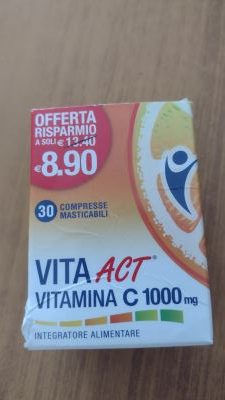 OFFERTA
RISPARMIO
A SOLI €13.40
€8.90
30 COMPRESSE
MASTICABILI
VITA ACT®
VITAMINA C 1000 mg
INTEGRATORE ALIMENTARE